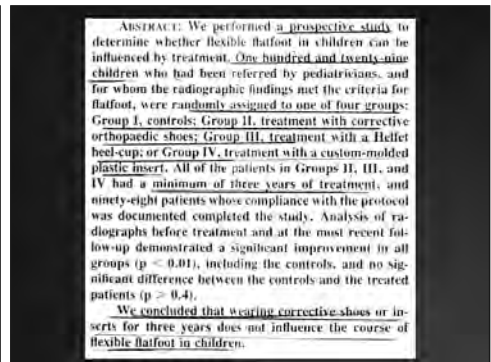 ABSTRACT: We performed a prospective study to
determine whether flexible flatfoot in children can be
influenced by treatment. One hundred and twenty-nine
children who had been referred by pediatricians, and
for whom the radiographic findings met the criteria for
flatfoot, were randomly assigned to one of four groups:
Group I, controls; Group II, treatment with corrective
orthopaedic shoes; Group III, treatment with a Helfet
heel-cup; or Group IV, treatment with a custom-molded
plastic insert. All of the patients in Groups II, III, and
IV had a minimum of three years of treatment, and
ninety-eight patients whose compliance with the protocol
was documented completed the study. Analysis of ra-
diographs before treatment and at the most recent fol-
low-up demonstrated a significant improvement in all
groups (p < 0.01), including the controls, and no sig-
nificant difference between the controls and the treated
patients (p > 0.4).
We concluded that wearing corrective shoes or in-
serts for three years does not influence the course of
flexible flatfoot in children.